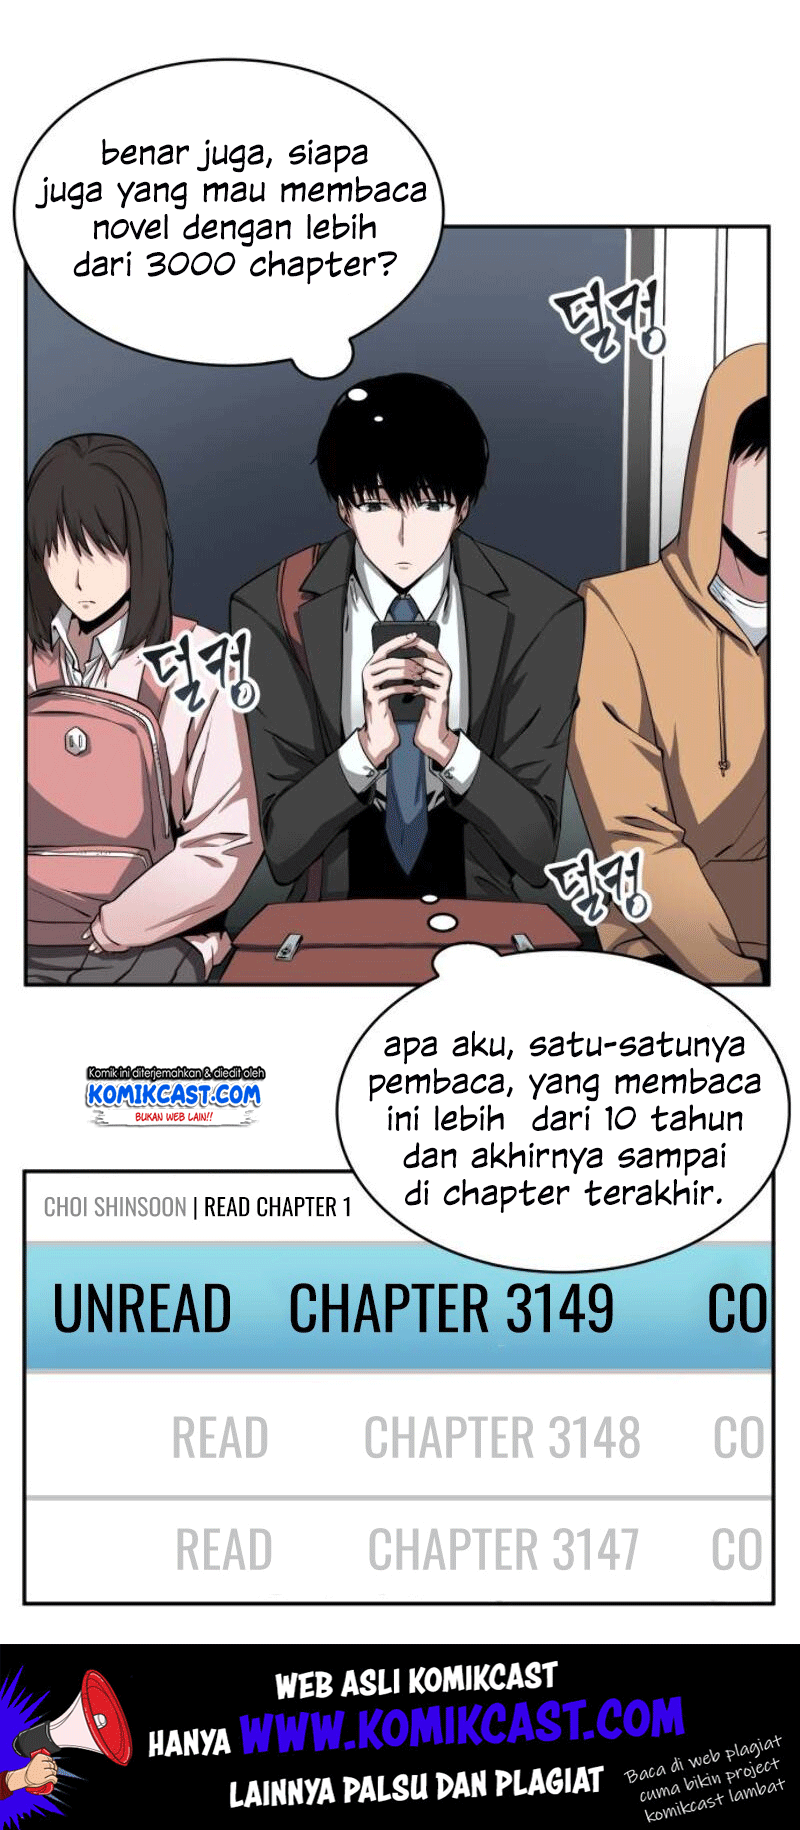 benar juga, siapa
juga yang mau membaca
novel dengan lebih
dari 3000 chapter?
덜컹
덜컹
덜컹
apa aku, satu-satunya
pembaca, yang membaca
ini lebih dari 10 tahun
dan akhirnya sampai
di chapter terakhir.
Komik ini diterjemahkan & diedit oleh
KOMIKCAST.COM
BUKAN WEB LAIN!!
CHOI SHINSOON | READ CHAPTER 1
UNREAD CHAPTER 3149 CO
READ CHAPTER 3148 CO
READ CHAPTER 3147 CO
WEB ASLI KOMIKCAST
HANYA WWW.KOMIKCAST.COM
LAINNYA PALSU DAN PLAGIAT
Baca di web plagiat
cuma bikin project
komikcast lambat